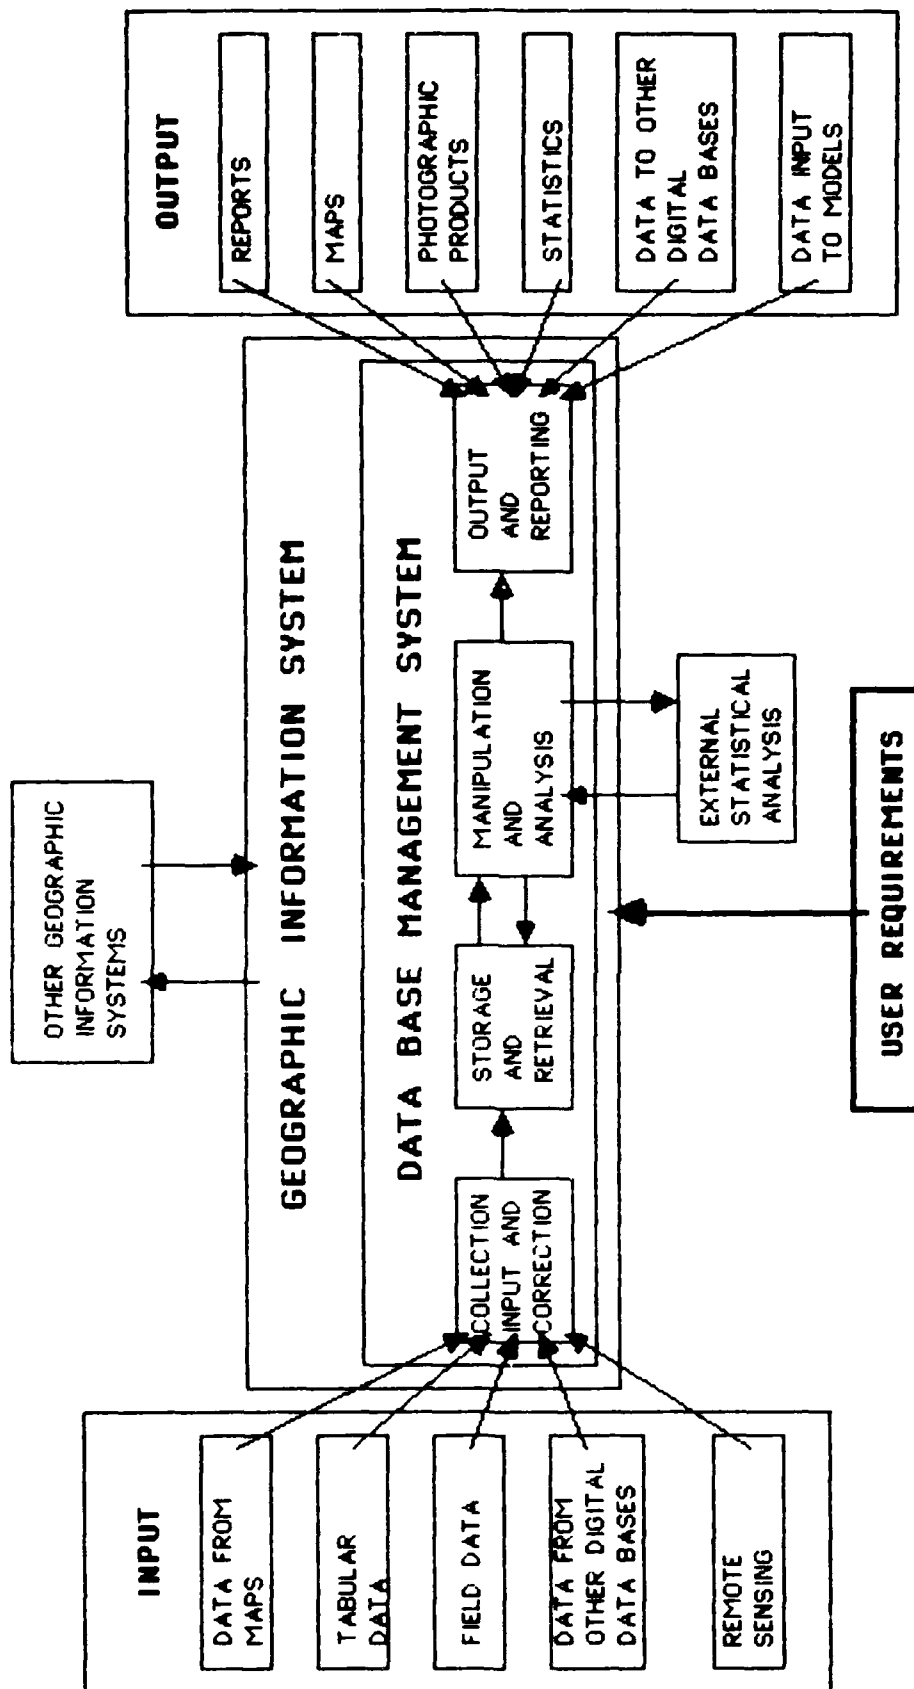 OTHER GEOGRAPHIC
INFORMATION
SYSTEMS
INPUT
DATA FROM
MAPS
TABULAR
DATA
FIELD DATA
DATA FROM
OTHER DIGITAL
DATA BASES
REMOTE
SENSING
GEOGRAPHIC INFORMATION SYSTEM
DATA BASE MANAGEMENT SYSTEM
COLLECTION
INPUT AND
CORRECTION
STORAGE
AND
RETRIEVAL
MANIPULATION
AND
ANALYSIS
OUTPUT
AND
REPORTING
EXTERNAL
STATISTICAL
ANALYSIS
USER REQUIREMENTS
OUTPUT
REPORTS
MAPS
PHOTOGRAPHIC
PRODUCTS
STATISTICS
DATA TO OTHER
DIGITAL
DATA BASES
DATA INPUT
TO MODELS